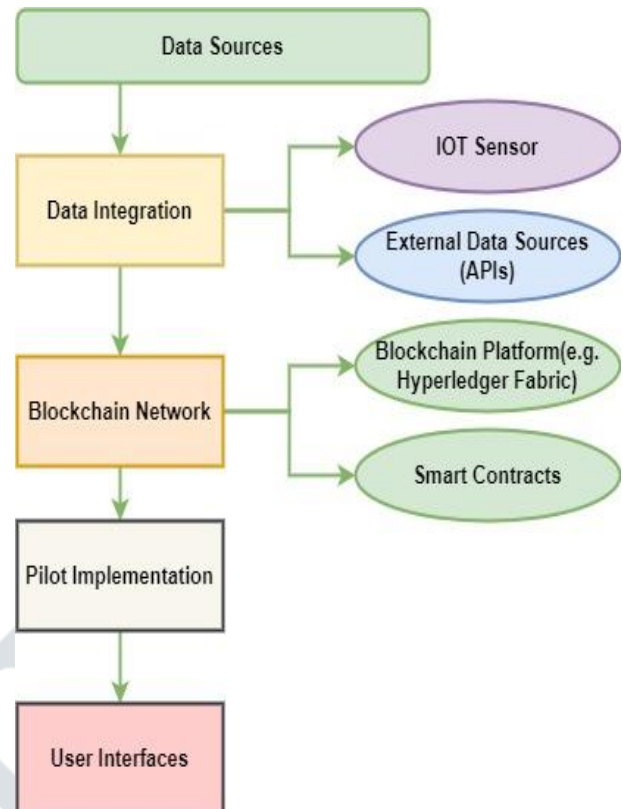 Data Sources
IOT Sensor
Data Integration
External Data Sources
(APIs)
Blockchain Platform(e.g.
Hyperledger Fabric)
Blockchain Network
Smart Contracts
Pilot Implementation
User Interfaces